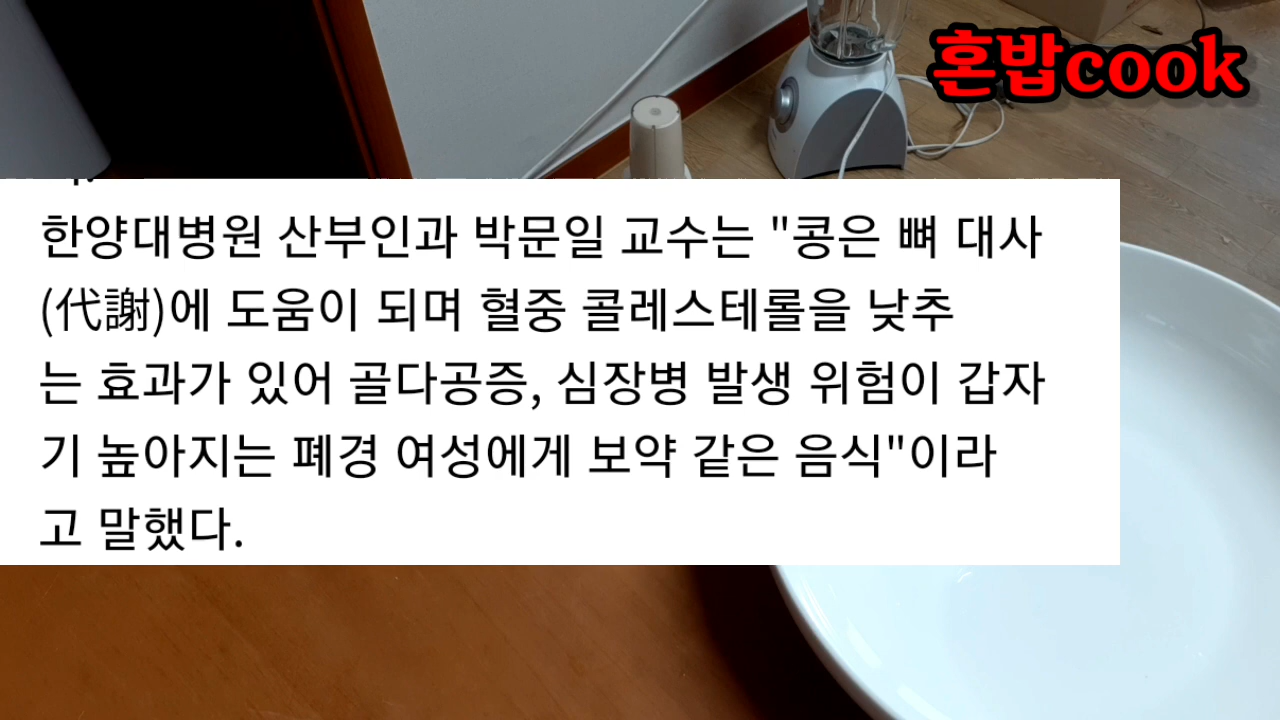 혼밥cook
한양대병원 산부인과 박문일 교수는 "콩은 뼈 대사
(代謝)에 도움이 되며 혈중 콜레스테롤을 낮추
는 효과가 있어 골다공증, 심장병 발생 위험이 갑자
기 높아지는 폐경 여성에게 보약 같은 음식"이라
고 말했다.